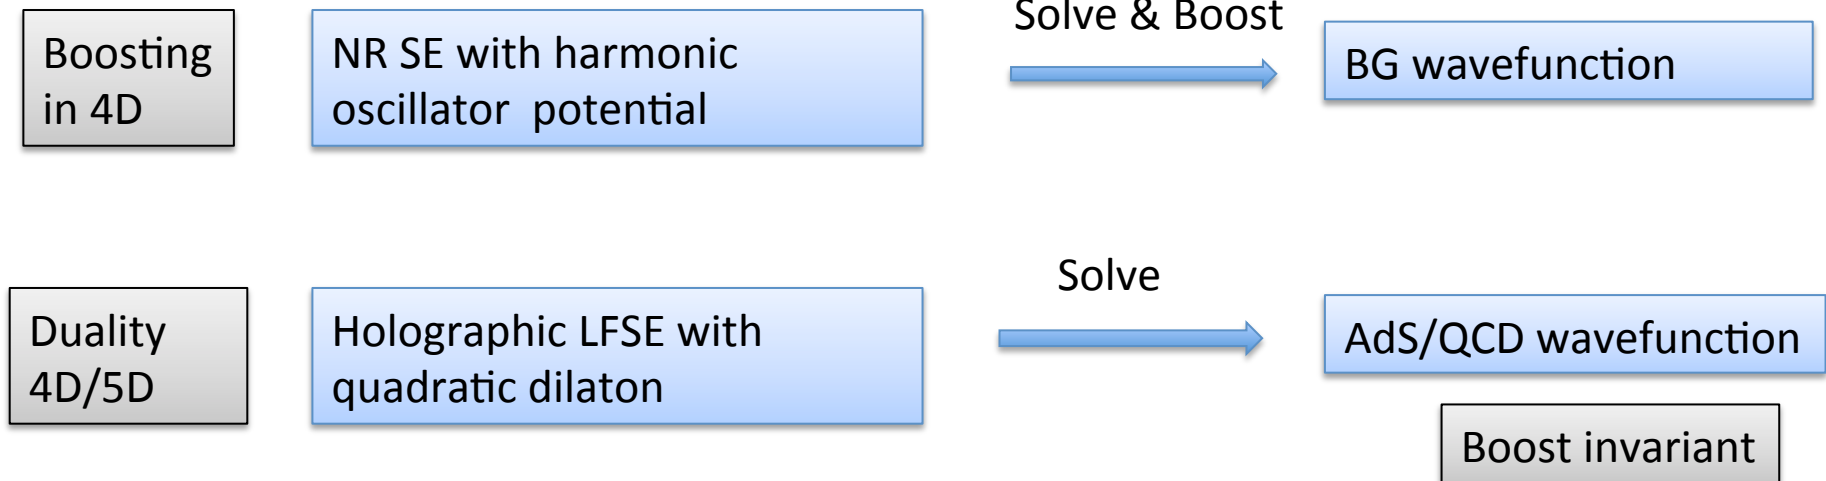 Solve & Boost
Boosting
in 4D
NR SE with harmonic
oscillator potential
BG wavefunction
Solve
Duality
4D/5D
Holographic LFSE with
quadratic dilaton
AdS/QCD wavefunction
Boost invariant